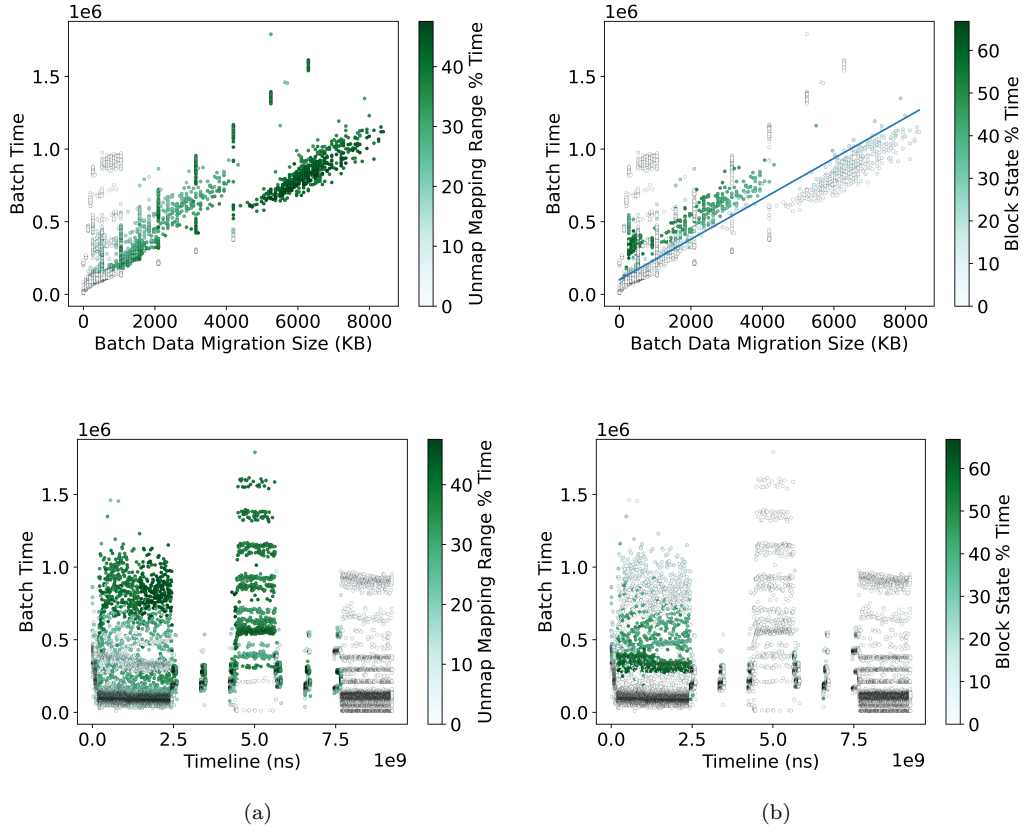 1e6
1.5
1.0
0.5
0.0
Batch Time
0 2000 4000 6000 8000
Batch Data Migration Size (KB)
40
30
20
10
0
Unmap Mapping Range % Time
1e6
1.5
1.0
0.5
0.0
Batch Time
0 2000 4000 6000 8000
Batch Data Migration Size (KB)
60
50
40
30
20
10
0
Block State % Time
1e6
1.5
1.0
0.5
0.0
Batch Time
0.0 2.5 5.0 7.5
Timeline (ns)
1e9
40
30
20
10
0
Unmap Mapping Range % Time
1e6
1.5
1.0
0.5
0.0
Batch Time
0.0 2.5 5.0 7.5
Timeline (ns)
1e9
60
50
40
30
20
10
0
Block State % Time
(a)
(b)